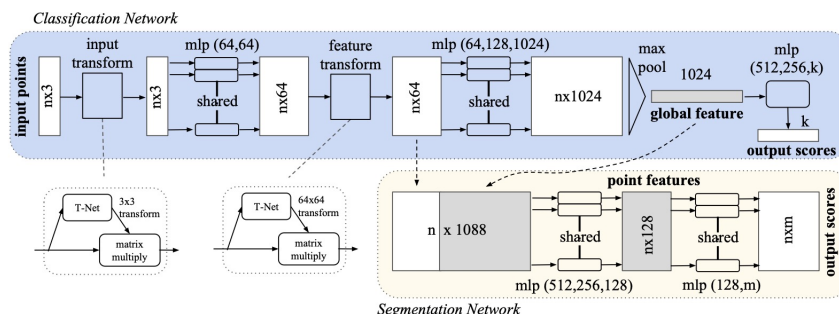 Classification Network
input points
nx3
input
transform
nx3
mlp (64,64)
shared
nx64
feature
transform
nx64
mlp (64,128,1024)
shared
nx1024
max
pool
1024
global feature
mlp
(512,256,k)
k
output scores
T-Net
3x3
transform
matrix
multiply
T-Net
64x64
transform
matrix
multiply
point features
n x 1088
shared
mlp (512,256,128)
nx128
shared
mlp (128,m)
nxm
output scores
Segmentation Network